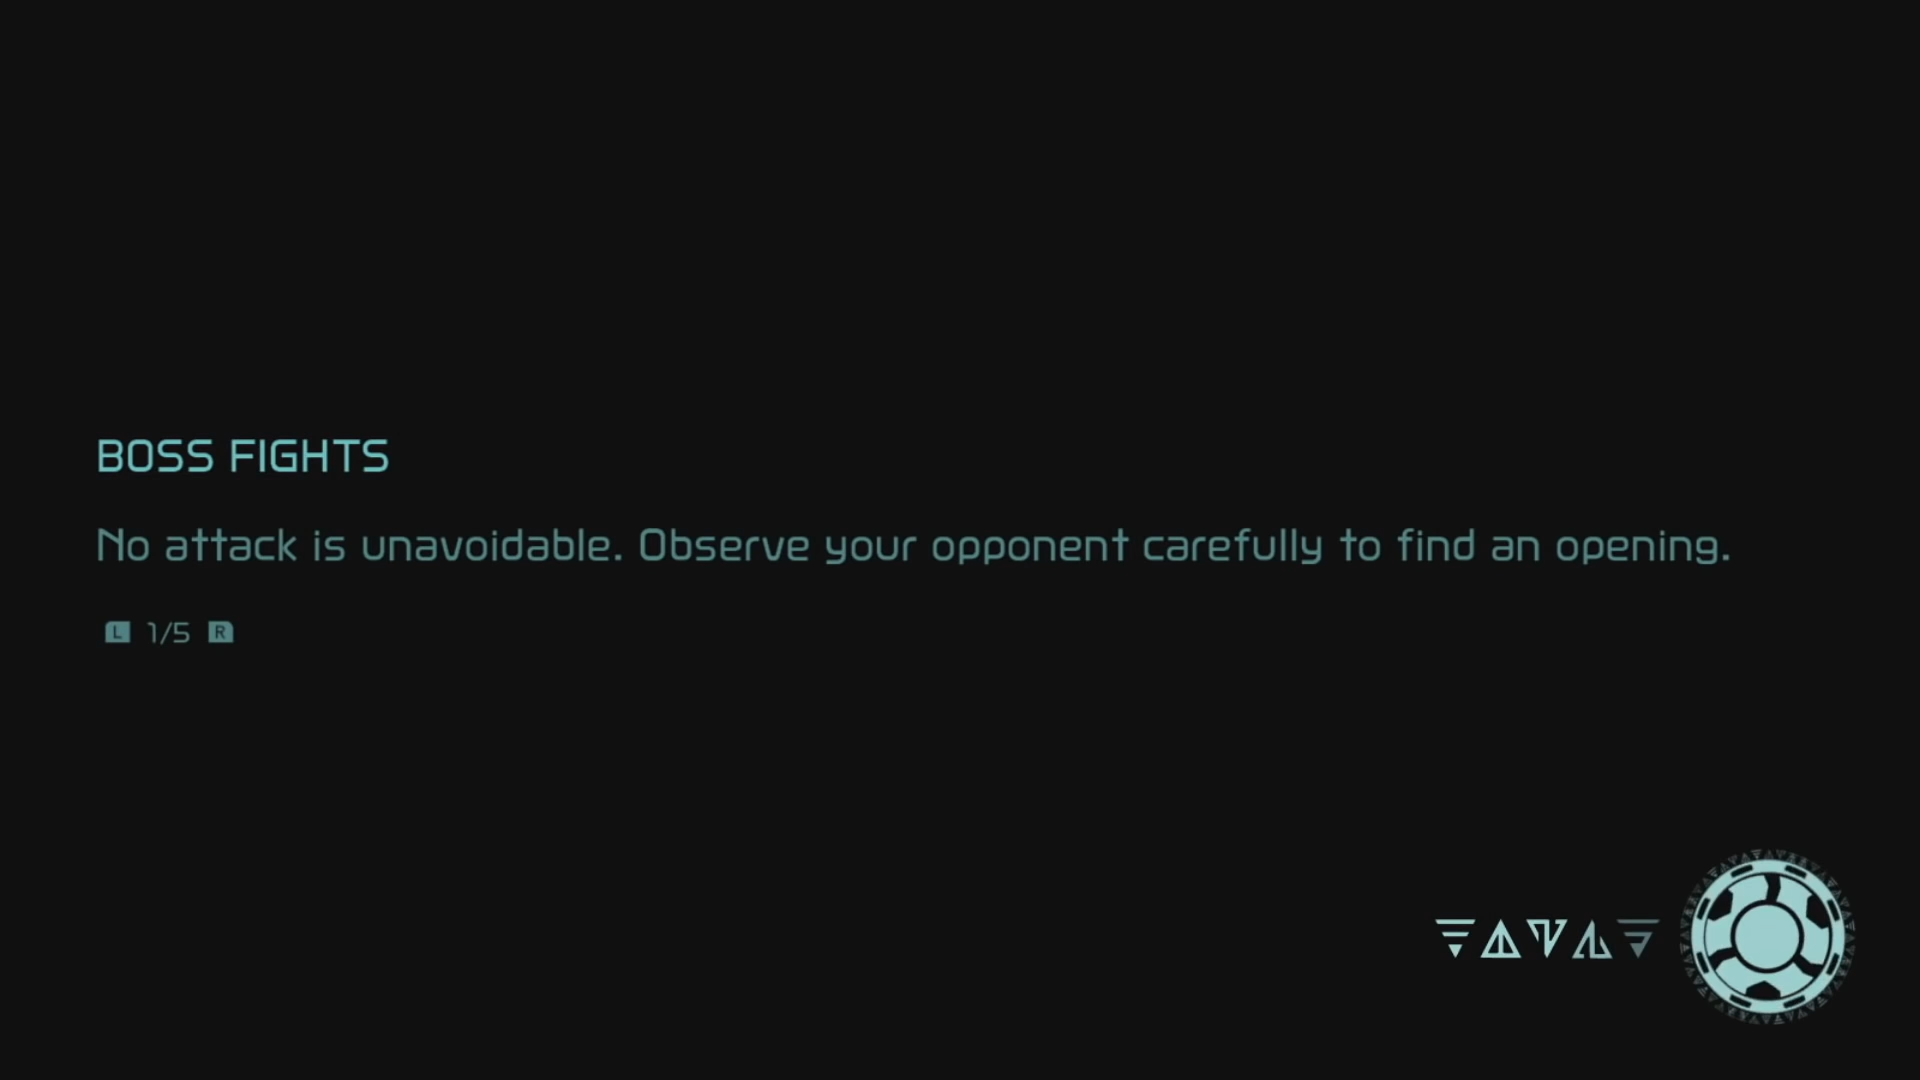 BOSS FIGHTS
No attack is unavoidable. Observe your opponent carefully to find an opening.
L 1/5 R